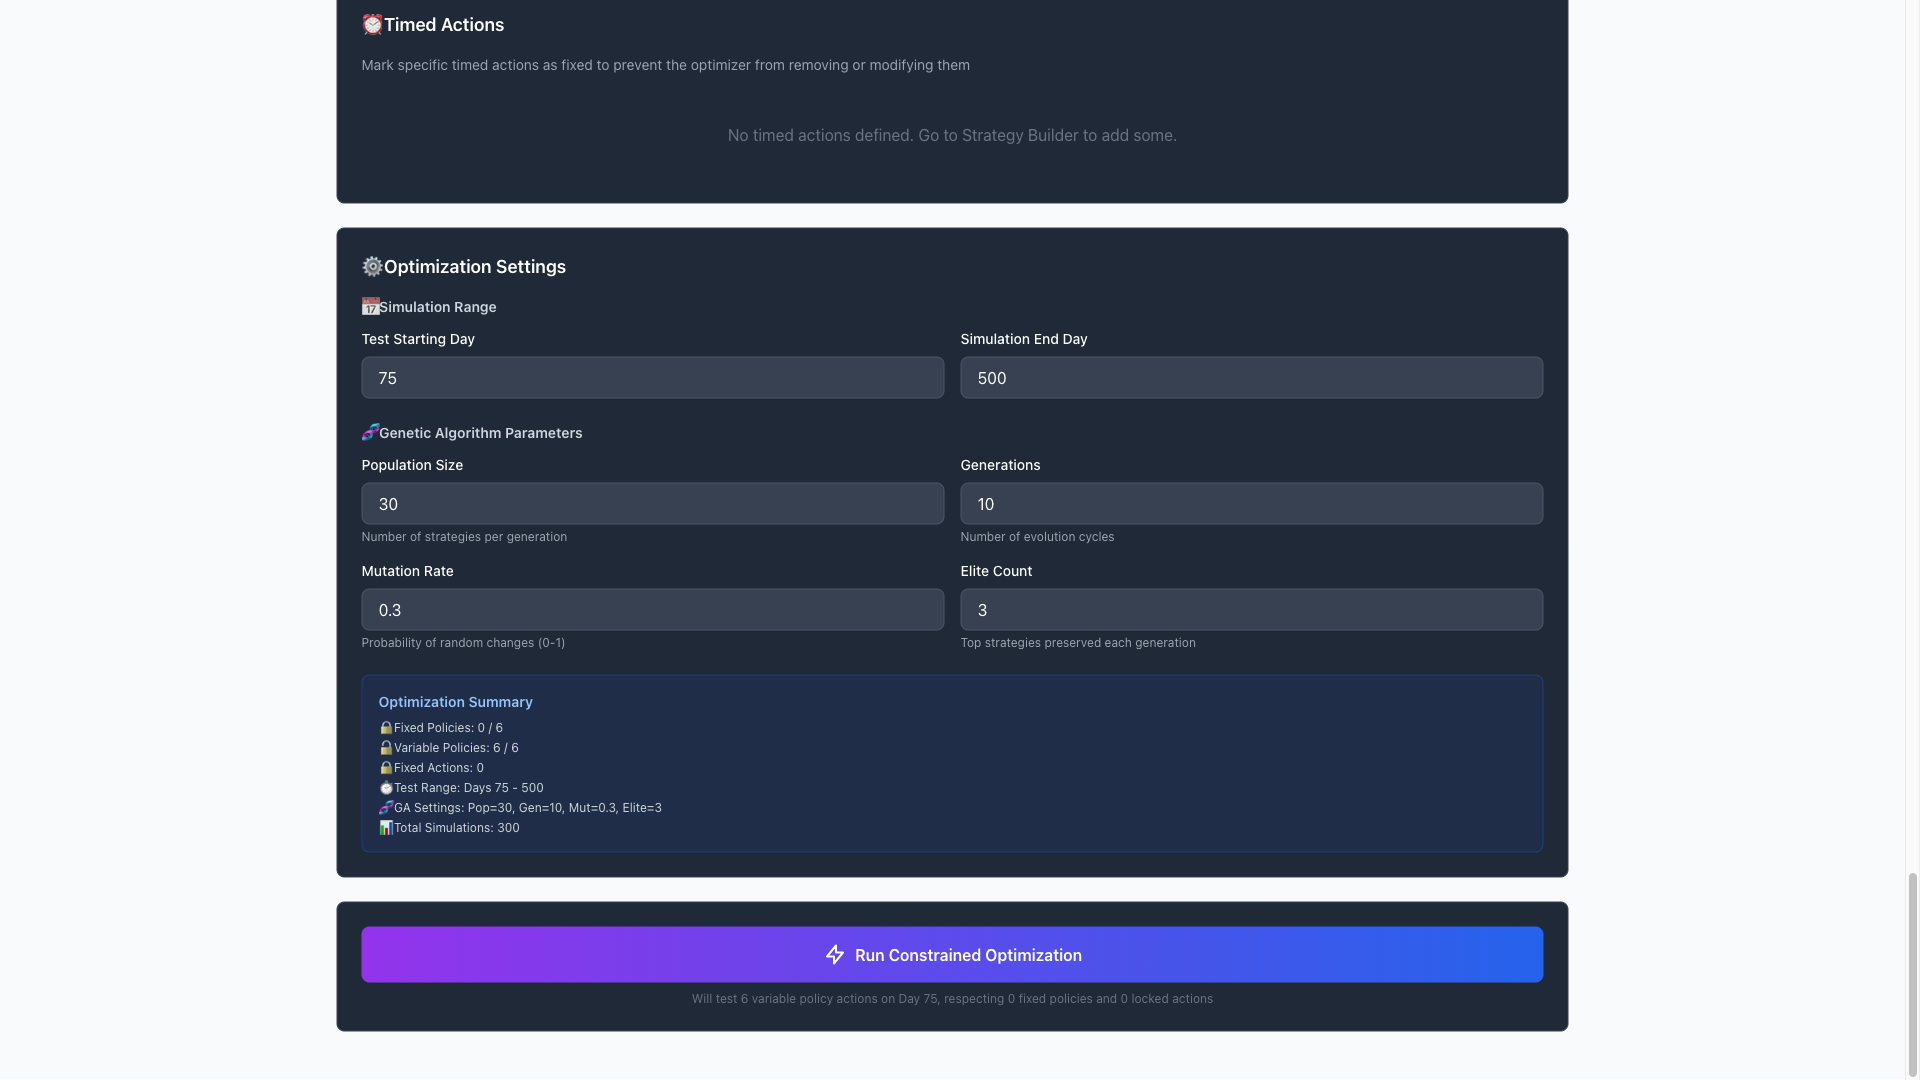 Timed Actions
Mark specific timed actions as fixed to prevent the optimizer from removing or modifying them
No timed actions defined. Go to Strategy Builder to add some.
Optimization Settings
Simulation Range
Test Starting Day
Simulation End Day
75
500
Genetic Algorithm Parameters
Population Size
Generations
30
10
Number of strategies per generation
Number of evolution cycles
Mutation Rate
Elite Count
0.3
3
Probability of random changes (0-1)
Top strategies preserved each generation
Optimization Summary
Fixed Policies: 0 / 6
Variable Policies: 6 / 6
Fixed Actions: 0
Test Range: Days 75 - 500
GA Settings: Pop=30, Gen=10, Mut=0.3, Elite=3
Total Simulations: 300
Run Constrained Optimization
Will test 6 variable policy actions on Day 75, respecting 0 fixed policies and 0 locked actions